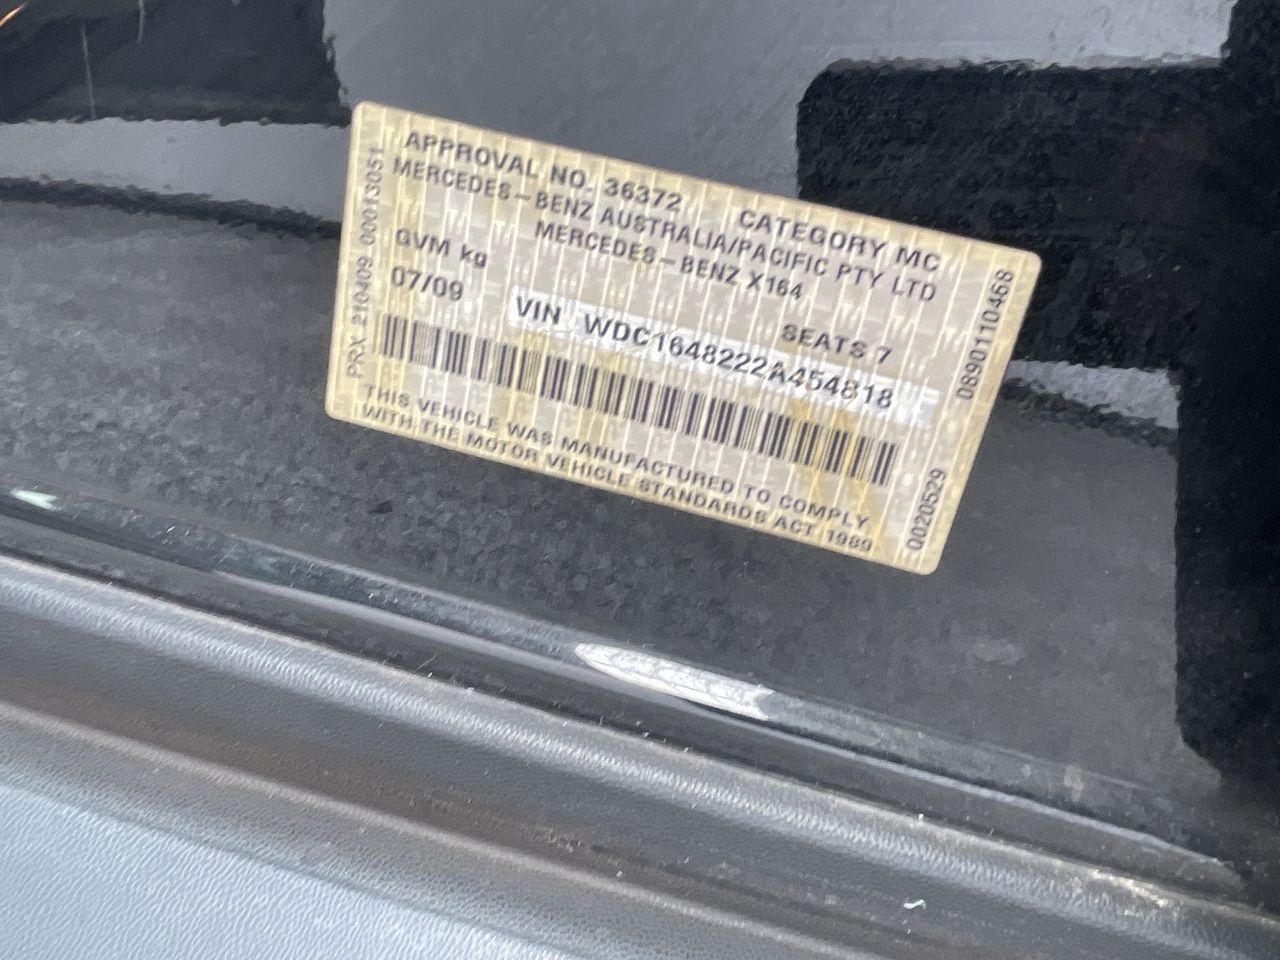 APPROVAL NO. 36372 CATEGORY MC
MERCEDES-BENZ AUSTRALIA/PACIFIC PTY LTD
MERCEDES-BENZ X164
GVM kg
07/09 SEATS 7
VIN WDC1648222A454818
THIS VEHICLE WAS MANUFACTURED TO COMPLY
WITH THE MOTOR VEHICLE STANDARDS ACT 1989
PRX 210409 00013051
0890110468
Q020529